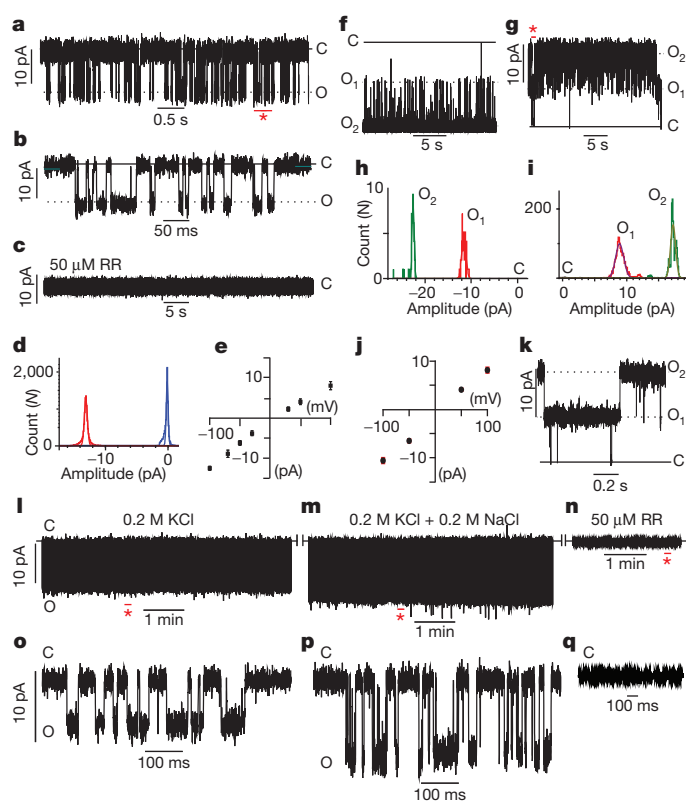 a
10 pA
C
O
0.5 s
*
b
10 pA
C
O
50 ms
c
50 μM RR
10 pA
C
5 s
d
2,000
Count (N)
0
−10
0
Amplitude (pA)
e
10
(mV)
−100
−10
(pA)
f
C
O1
O2
5 s
g
*
10 pA
O2
O1
C
5 s
h
10
Count (N)
0
O2
O1
C
−20
−10
0
Amplitude (pA)
i
200
O1
O2
C
0
10
Amplitude (pA)
j
10
(mV)
−100
100
−10
(pA)
k
10 pA
O2
O1
C
0.2 s
l
0.2 M KCl
C
10 pA
O
*
1 min
m
0.2 M KCl + 0.2 M NaCl
*
1 min
n
50 μM RR
1 min
*
o
C
10 pA
O
100 ms
p
C
O
100 ms
q
C
100 ms